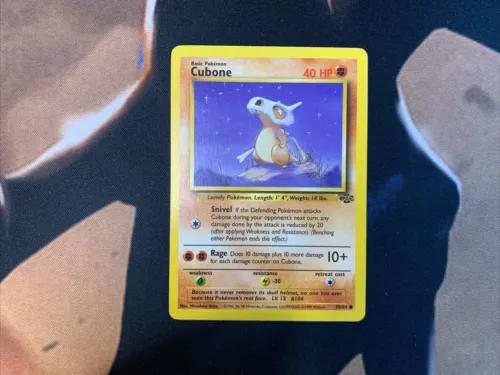 Basic Pokémon
Cubone
40 HP
Lonely Pokémon. Length: 1' 4", Weight: 14 lbs.
Snivel If the Defending Pokémon attacks
Cubone during your opponent's next turn, any
damage done by the attack is reduced by 20
(after applying Weakness and Resistance). (Benching
either Pokémon ends this effect.)
Rage Does 10 damage plus 10 more damage
for each damage counter on Cubone.
10+
weakness
resistance
retreat cost
-30
Because it never removes its skull helmet, no one has ever
seen this Pokémon's real face. LV. 13 #104
50/64